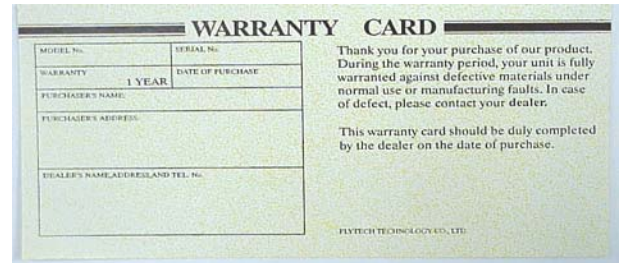 WARRANTY CARD
MODEL No.
SERIAL No.
WARRANTY
1 YEAR
DATE OF PURCHASE
PURCHASER'S NAME:
PURCHASER'S ADDRESS:
DEALER'S NAME,ADDRESS,AND TEL. No.
Thank you for your purchase of our product.
During the warranty period, your unit is fully
warranted against defective materials under
normal use or manufacturing faults. In case
of defect, please contact your dealer.
This warranty card should be duly completed
by the dealer on the date of purchase.
FLYTECH TECHNOLOGY CO., LTD